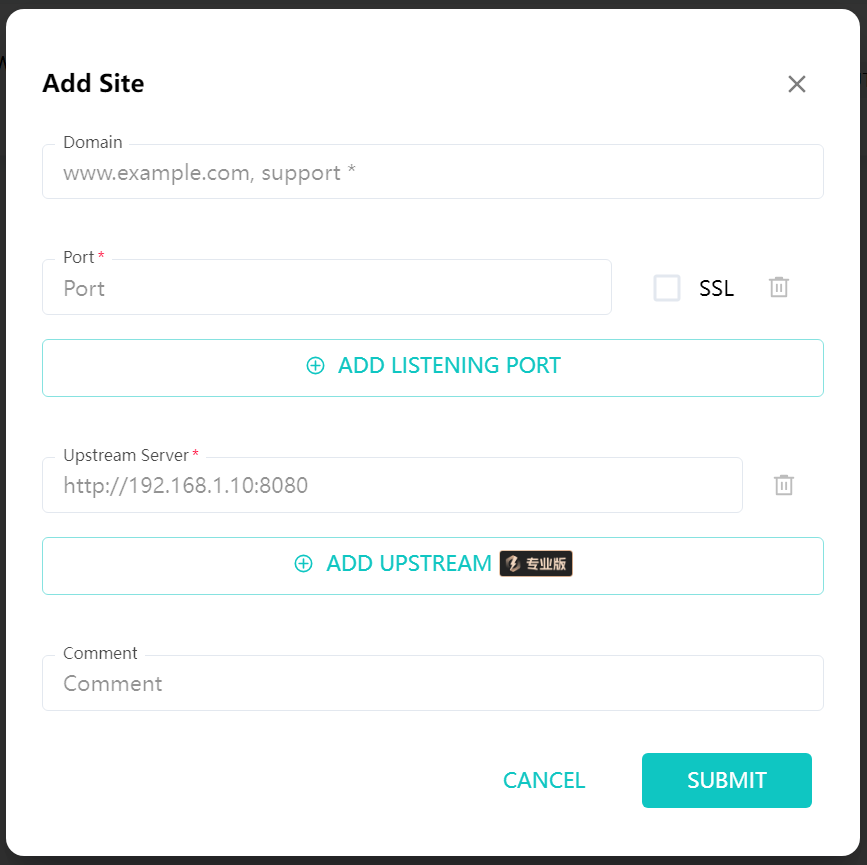 Add Site
Domain
www.example.com, support *
Port *
Port
SSL
ADD LISTENING PORT
Upstream Server *
http://192.168.1.10:8080
ADD UPSTREAM 专业版
Comment
Comment
CANCEL
SUBMIT